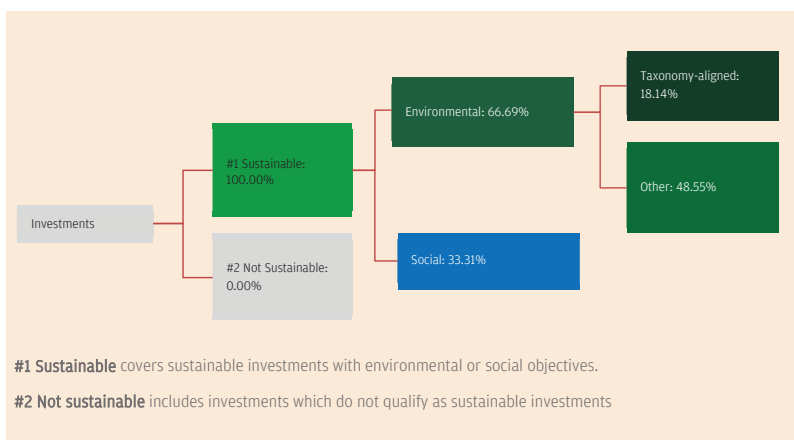 Investments
#1 Sustainable:
100.00%
#2 Not Sustainable:
0.00%
Environmental: 66.69%
Social: 33.31%
Taxonomy-aligned:
18.14%
Other: 48.55%
#1 Sustainable covers sustainable investments with environmental or social objectives.
#2 Not sustainable includes investments which do not qualify as sustainable investments